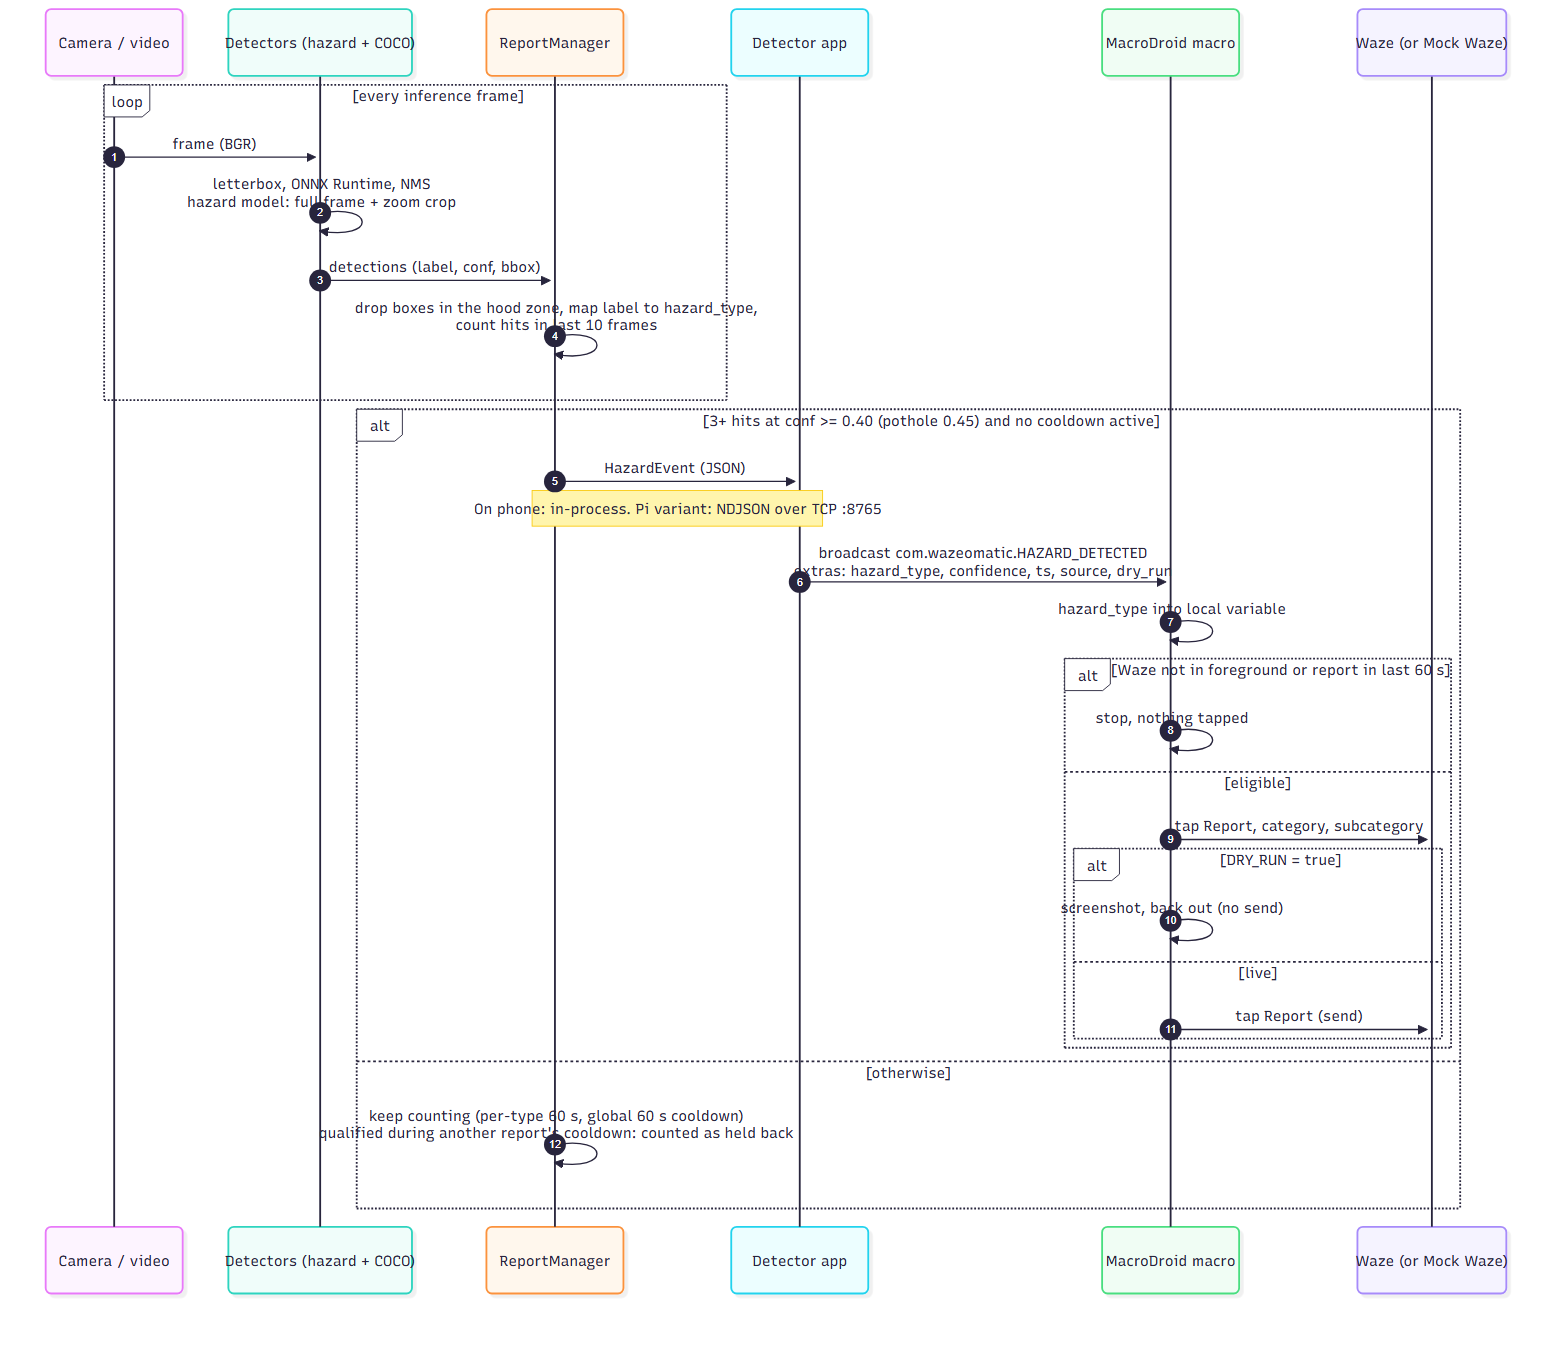 Camera / video
Detectors (hazard + COCO)
ReportManager
Detector app
MacroDroid macro
Waze (or Mock Waze)
loop
[every inference frame]
frame (BGR)
1
letterbox, ONNX Runtime, NMS
hazard model: full frame + zoom crop
2
detections (label, conf, bbox)
3
drop boxes in the hood zone, map label to hazard_type,
count hits in last 10 frames
4
alt
[3+ hits at conf >= 0.40 (pothole 0.45) and no cooldown active]
HazardEvent (JSON)
5
On phone: in-process. Pi variant: NDJSON over TCP :8765
broadcast com.wazeomatic.HAZARD_DETECTED
extras: hazard_type, confidence, ts, source, dry_run
6
hazard_type into local variable
7
alt
[Waze not in foreground or report in last 60 s]
stop, nothing tapped
8
[eligible]
tap Report, category, subcategory
9
alt
[DRY_RUN = true]
screenshot, back out (no send)
10
[live]
tap Report (send)
11
[otherwise]
keep counting (per-type 60 s, global 60 s cooldown)
qualified during another report's cooldown: counted as held back
12
Camera / video
Detectors (hazard + COCO)
ReportManager
Detector app
MacroDroid macro
Waze (or Mock Waze)